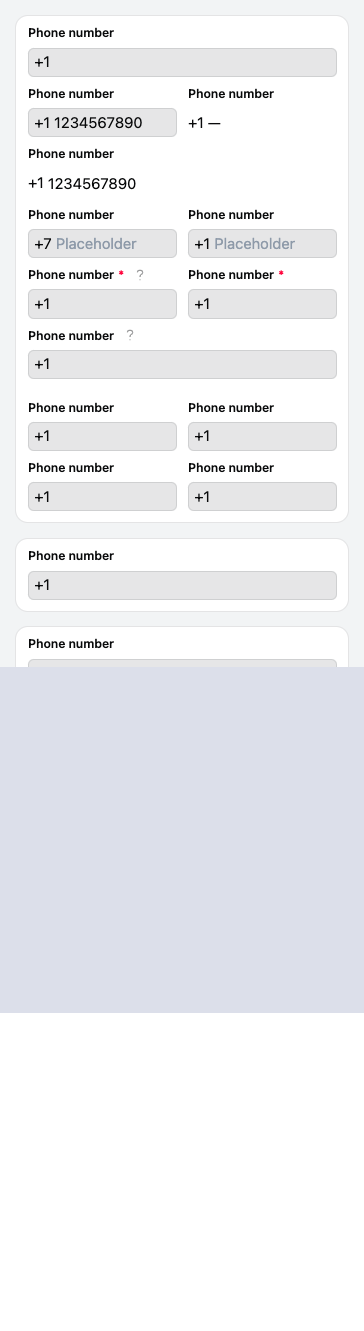 Phone number
+1
Phone number Phone number
+1 1234567890 +1 —
Phone number
+1 1234567890
Phone number Phone number
+7 Placeholder +1 Placeholder
Phone number * ? Phone number *
+1 +1
Phone number ?
+1
Phone number Phone number
+1 +1
Phone number Phone number
+1 +1
Phone number
+1
Phone number